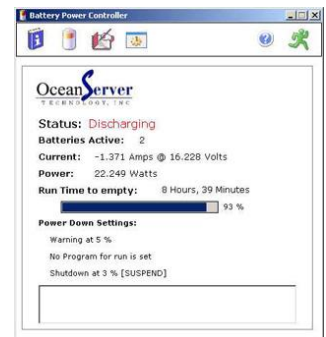 Battery Power Controller
OceanServer
TECHNOLOGY, INC
Status: Discharging
Batteries Active: 2
Current: -1.371 Amps @ 16.228 Volts
Power: 22.249 Watts
Run Time to empty: 8 Hours, 39 Minutes
93 %
Power Down Settings:
Warning at 5 %
No Program for run is set
Shutdown at 3 % [SUSPEND]